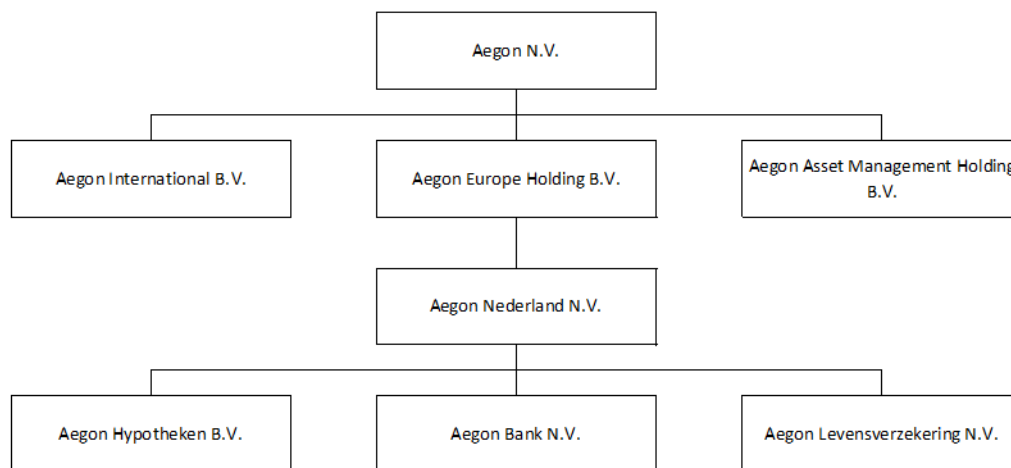 Aegon N.V.
Aegon International B.V.
Aegon Europe Holding B.V.
Aegon Asset Management Holding
B.V.
Aegon Nederland N.V.
Aegon Hypotheken B.V.
Aegon Bank N.V.
Aegon Levensverzekering N.V.